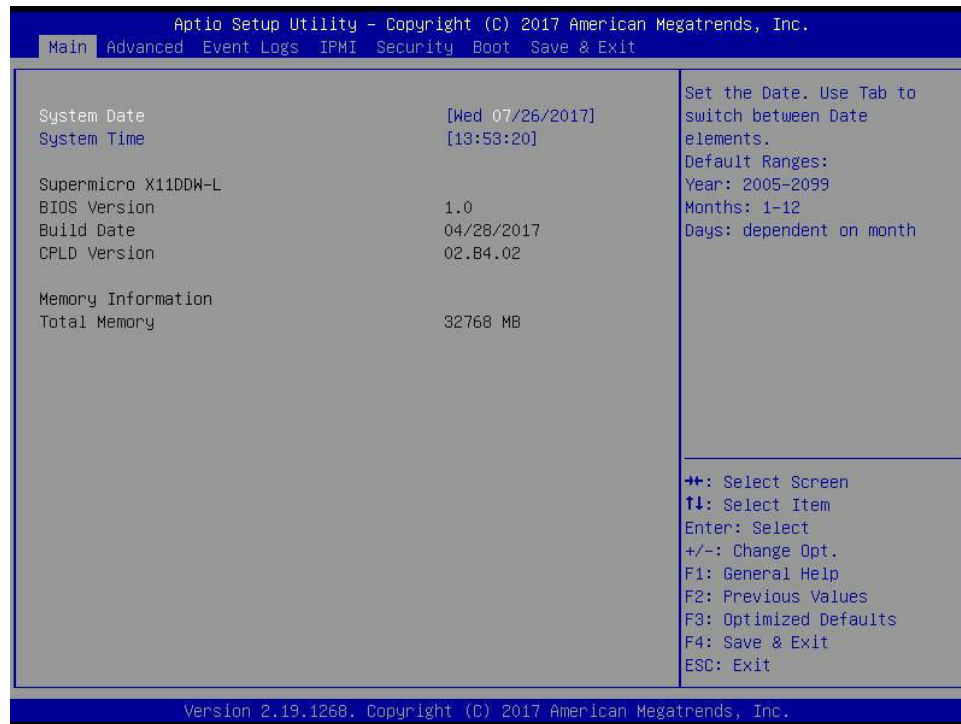 Aptio Setup Utility – Copyright (C) 2017 American Megatrends, Inc.
Main Advanced Event Logs IPMI Security Boot Save & Exit
System Date [Wed 07/26/2017]
System Time [13:53:20]
Supermicro X11DDW-L
BIOS Version 1.0
Build Date 04/28/2017
CPLD Version 02.B4.02
Memory Information
Total Memory 32768 MB
Set the Date. Use Tab to
switch between Date
elements.
Default Ranges:
Year: 2005-2099
Months: 1-12
Days: dependent on month
→←: Select Screen
↑↓: Select Item
Enter: Select
+/-: Change Opt.
F1: General Help
F2: Previous Values
F3: Optimized Defaults
F4: Save & Exit
ESC: Exit
Version 2.19.1268. Copyright (C) 2017 American Megatrends, Inc.